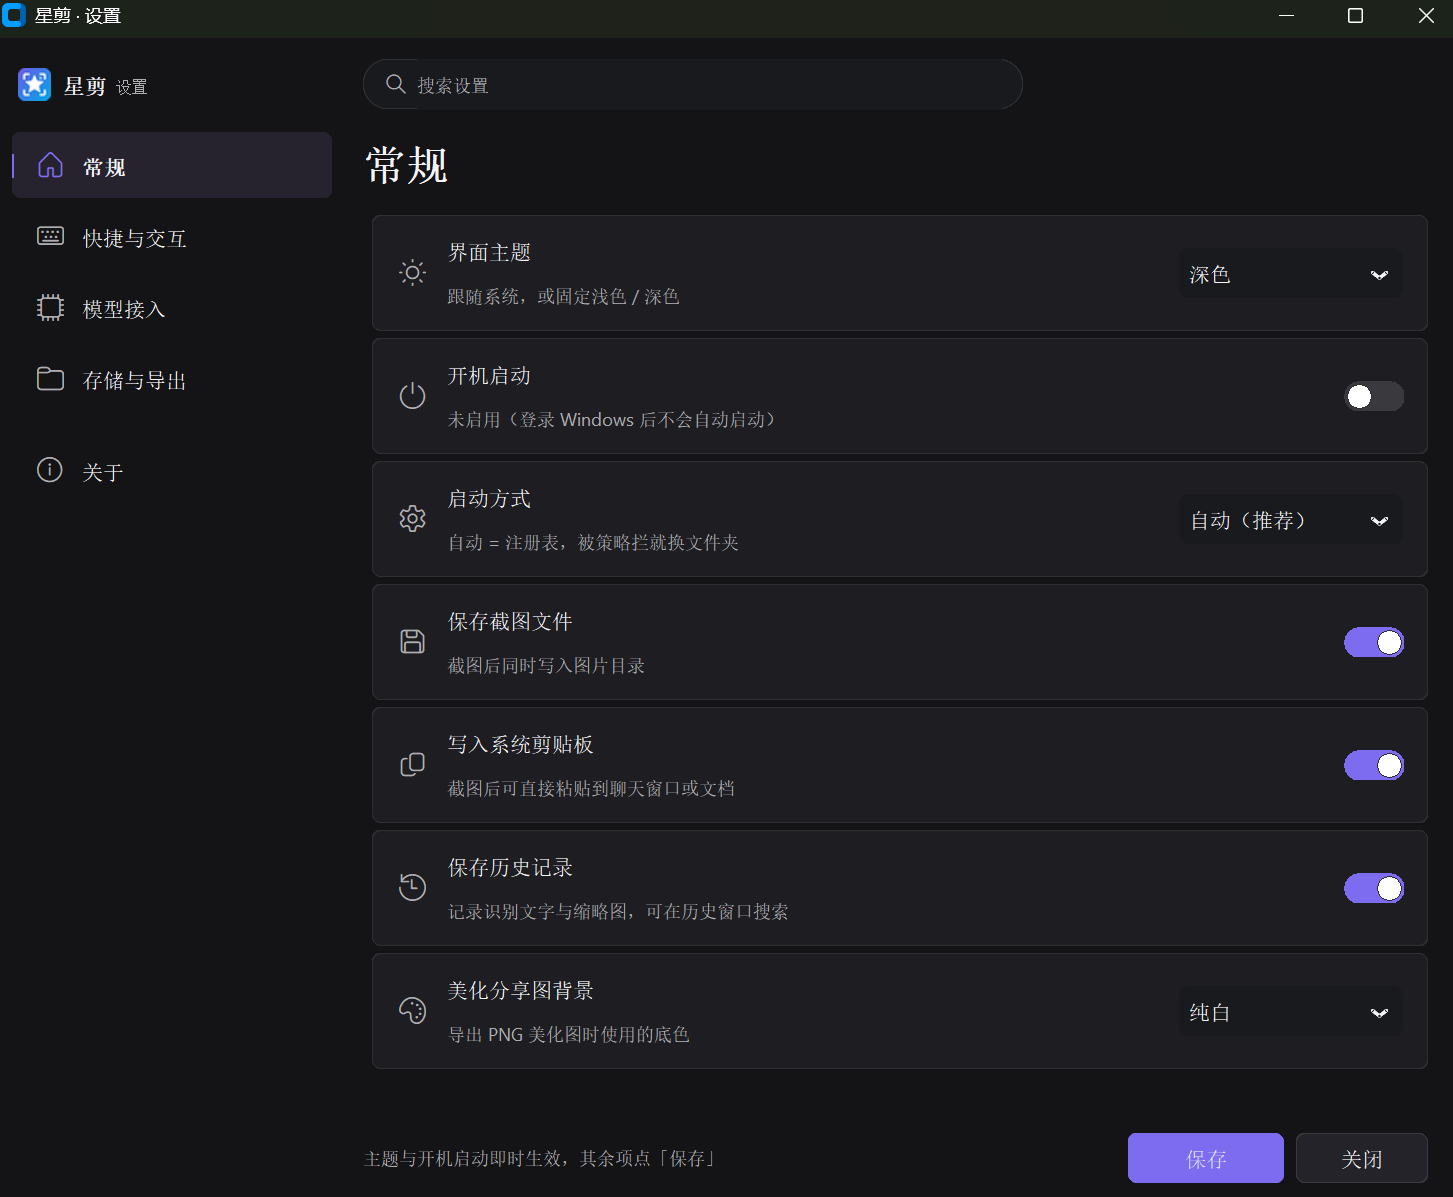 星剪 · 设置
星剪 设置
搜索设置
常规
快捷与交互
模型接入
存储与导出
关于
常规
界面主题
跟随系统，或固定浅色 / 深色
深色
开机启动
未启用（登录 Windows 后不会自动启动）
启动方式
自动 = 注册表，被策略拦就换文件夹
自动（推荐）
保存截图文件
截图后同时写入图片目录
写入系统剪贴板
截图后可直接粘贴到聊天窗口或文档
保存历史记录
记录识别文字与缩略图，可在历史窗口搜索
美化分享图背景
导出 PNG 美化图时使用的底色
纯白
主题与开机启动即时生效，其余项点「保存」
保存
关闭